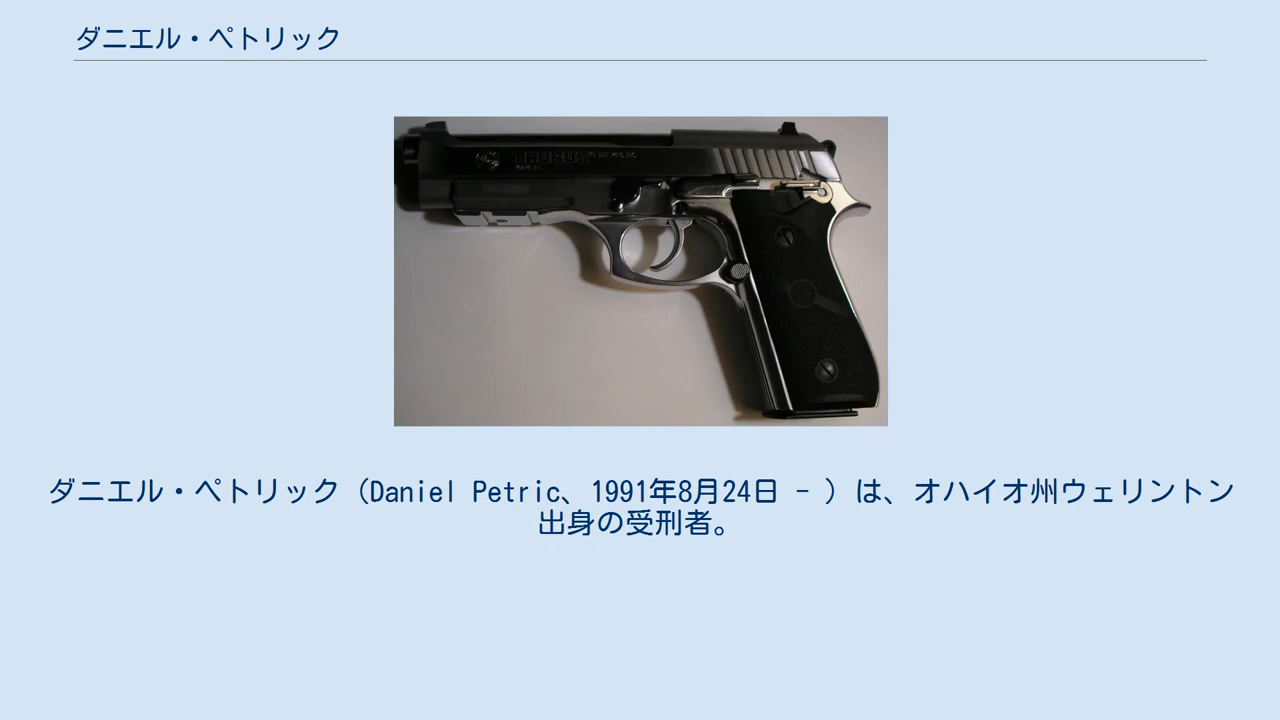 ダニエル・ペトリック
TAURUS
ダニエル・ペトリック（Daniel Petric、1991年8月24日 - ）は、オハイオ州ウェリントン
出身の受刑者。